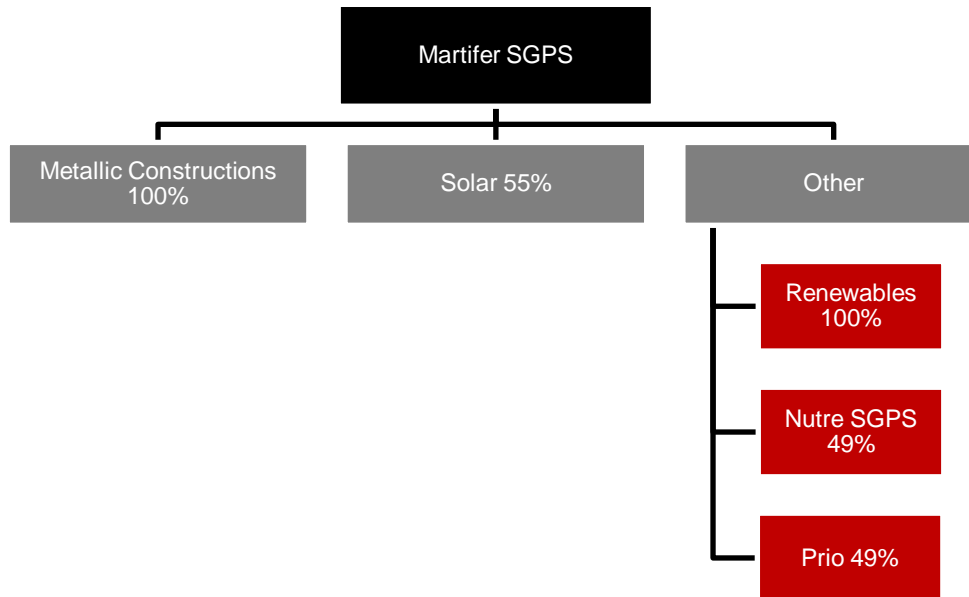 Martifer SGPS
Metallic Constructions
100%
Solar 55%
Other
Renewables
100%
Nutre SGPS
49%
Prio 49%